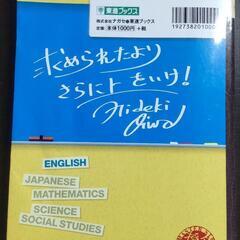 東進ブックス
株式会社ナガセ 東進ブックス
定価:本体1000円+税
192738201000
求められたより
さらに上をいけ!
Hideki
ENGLISH
JAPANESE
MATHEMATICS
SCIENCE
SOCIAL STUDIES